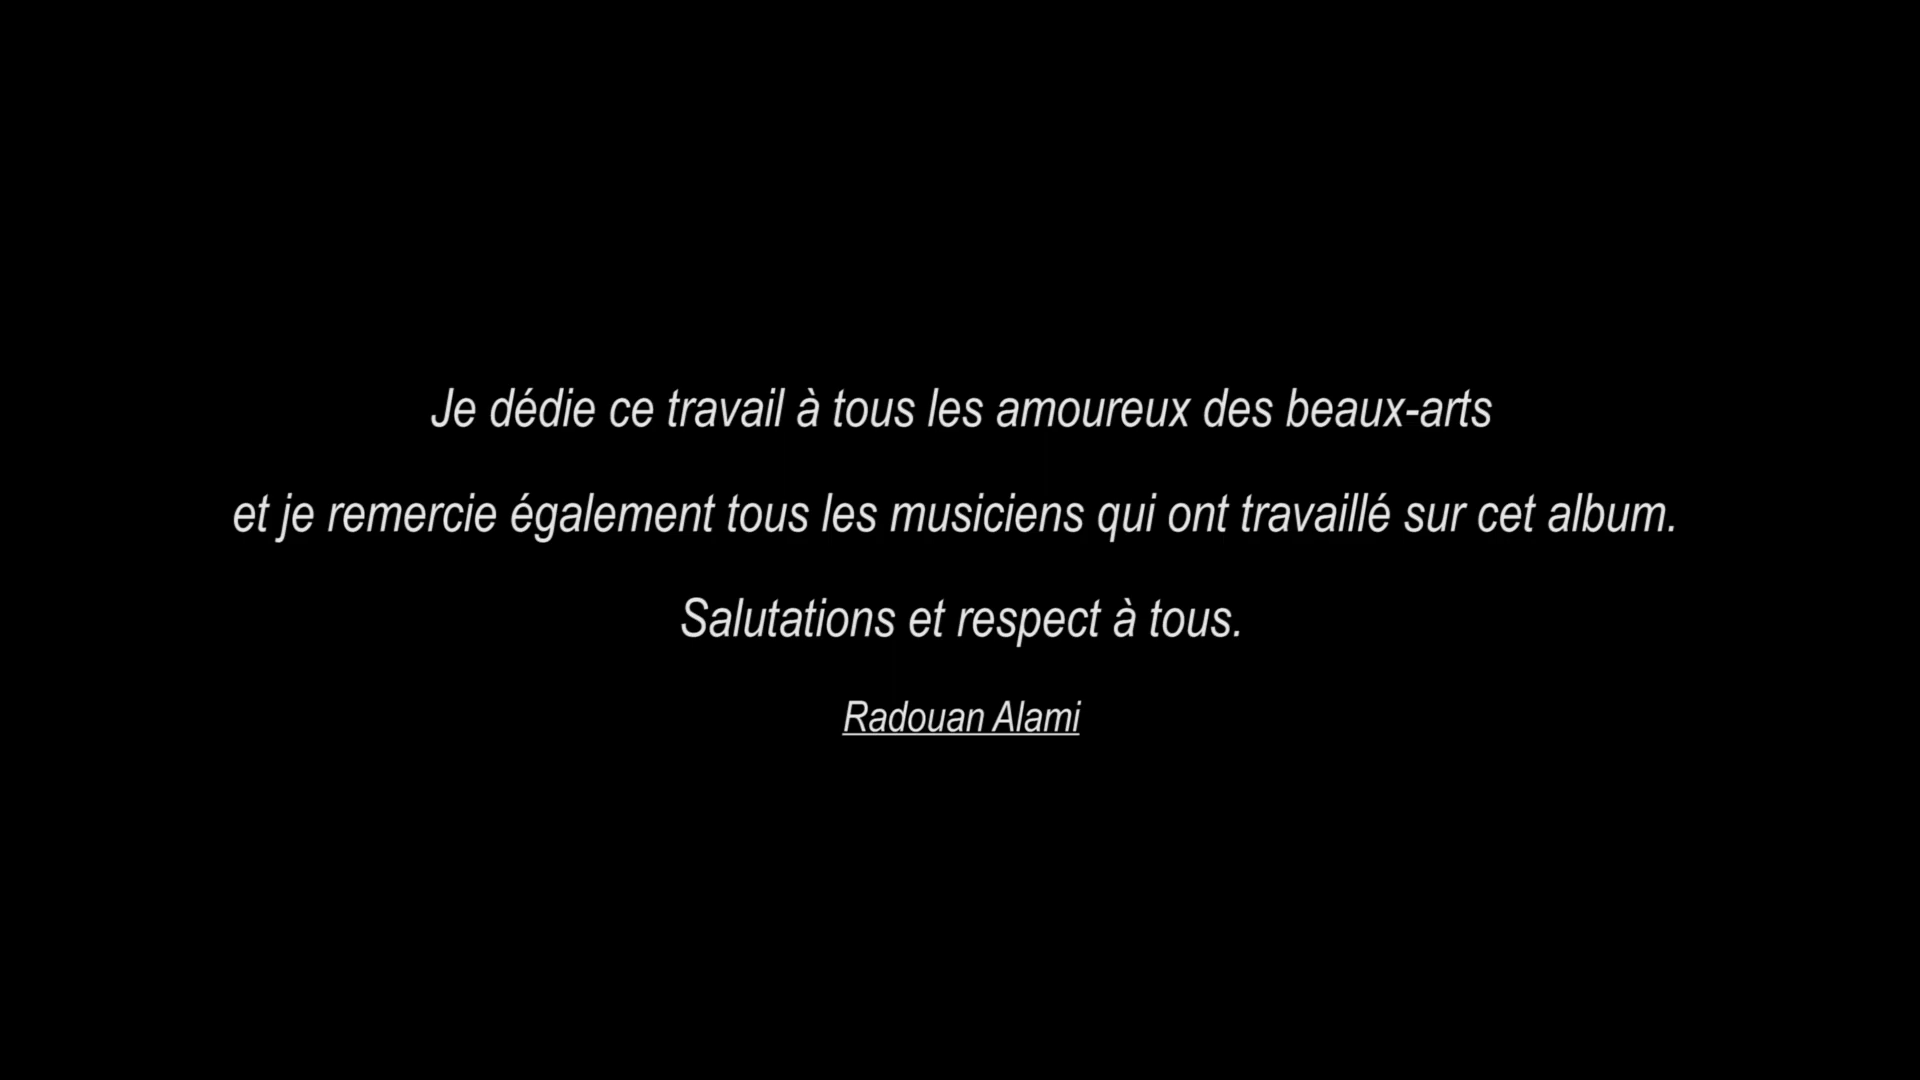 Je dédie ce travail à tous les amoureux des beaux-arts
et je remercie également tous les musiciens qui ont travaillé sur cet album.
Salutations et respect à tous.
Radouan Alami